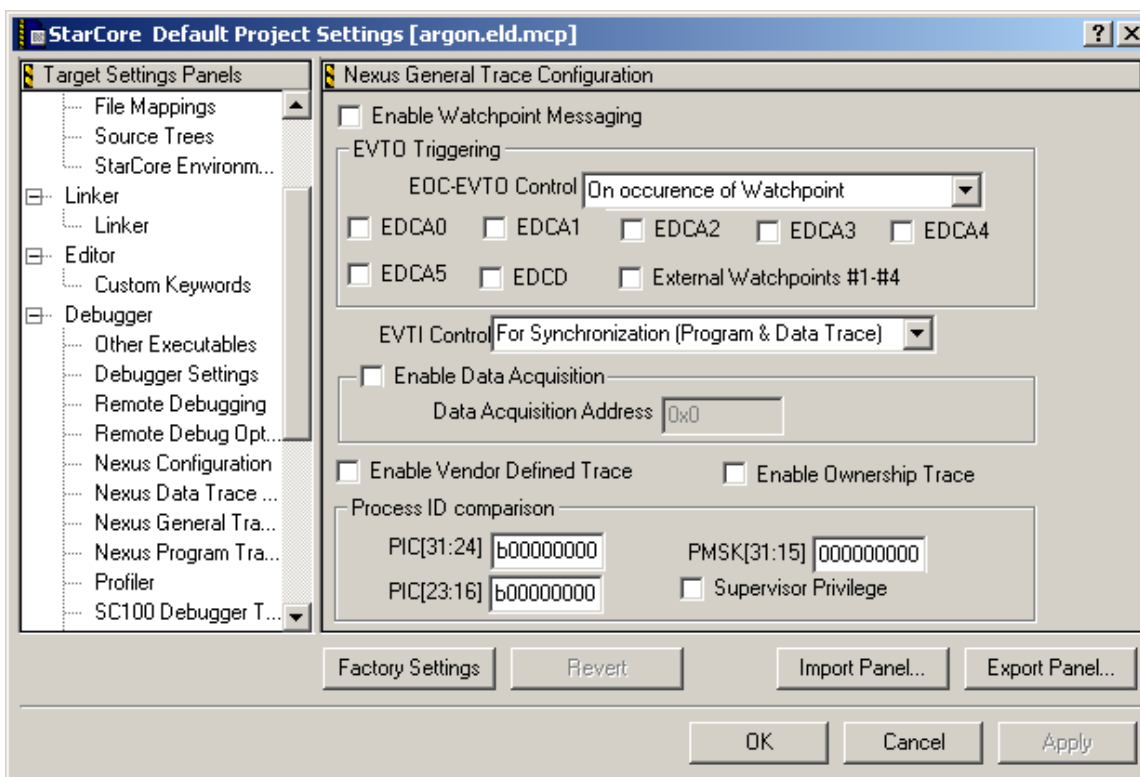 StarCore Default Project Settings [argon.eld.mcp]
Target Settings Panels
File Mappings
Source Trees
StarCore Environm...
Linker
Linker
Editor
Custom Keywords
Debugger
Other Executables
Debugger Settings
Remote Debugging
Remote Debug Opt...
Nexus Configuration
Nexus Data Trace ...
Nexus General Tra...
Nexus Program Tra...
Profiler
SC100 Debugger T...
Nexus General Trace Configuration
Enable Watchpoint Messaging
EVTO Triggering
EOC-EVTO Control On occurence of Watchpoint
EDCA0 EDCA1 EDCA2 EDCA3 EDCA4
EDCA5 EDCD External Watchpoints #1-#4
EVTI Control For Synchronization (Program & Data Trace)
Enable Data Acquisition
Data Acquisition Address 0x0
Enable Vendor Defined Trace Enable Ownership Trace
Process ID comparison
PIC[31:24] b00000000 PMSK[31:15] 000000000
PIC[23:16] b00000000 Supervisor Privilege
Factory Settings Revert Import Panel... Export Panel...
OK Cancel Apply